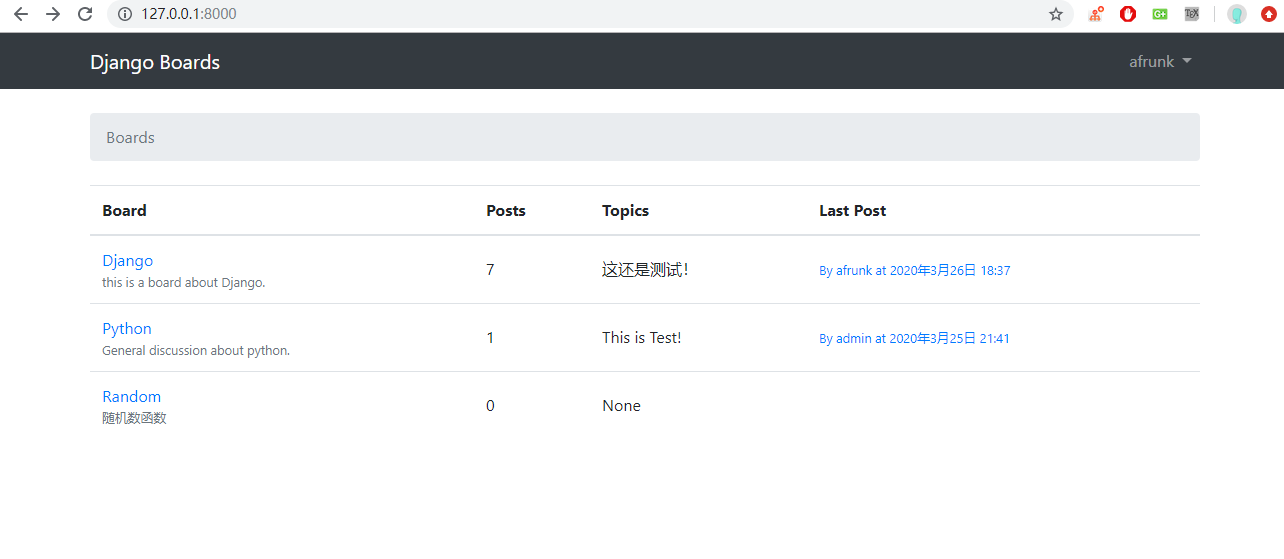 127.0.0.1:8000
Django Boards
afrunk
Boards
Board Posts Topics Last Post
Django
this is a board about Django.
7 这还是测试! By afrunk at 2020年3月26日 18:37
Python
General discussion about python.
1 This is Test! By admin at 2020年3月25日 21:41
Random
随机数函数
0 None